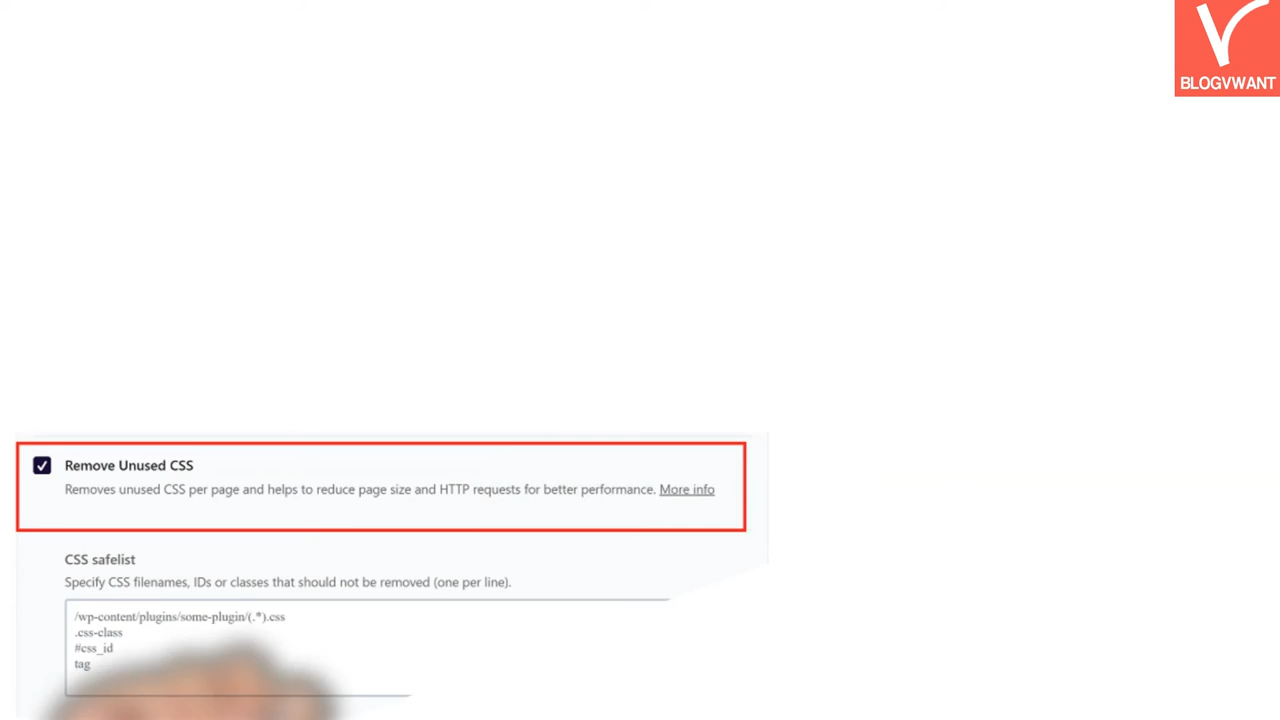 BLOGVWANT
Remove Unused CSS
Removes unused CSS per page and helps to reduce page size and HTTP requests for better performance. More info
CSS safelist
Specify CSS filenames, IDs or classes that should not be removed (one per line).
/wp-content/plugins/some-plugin/(.*).css
.css-class
#css_id
tag